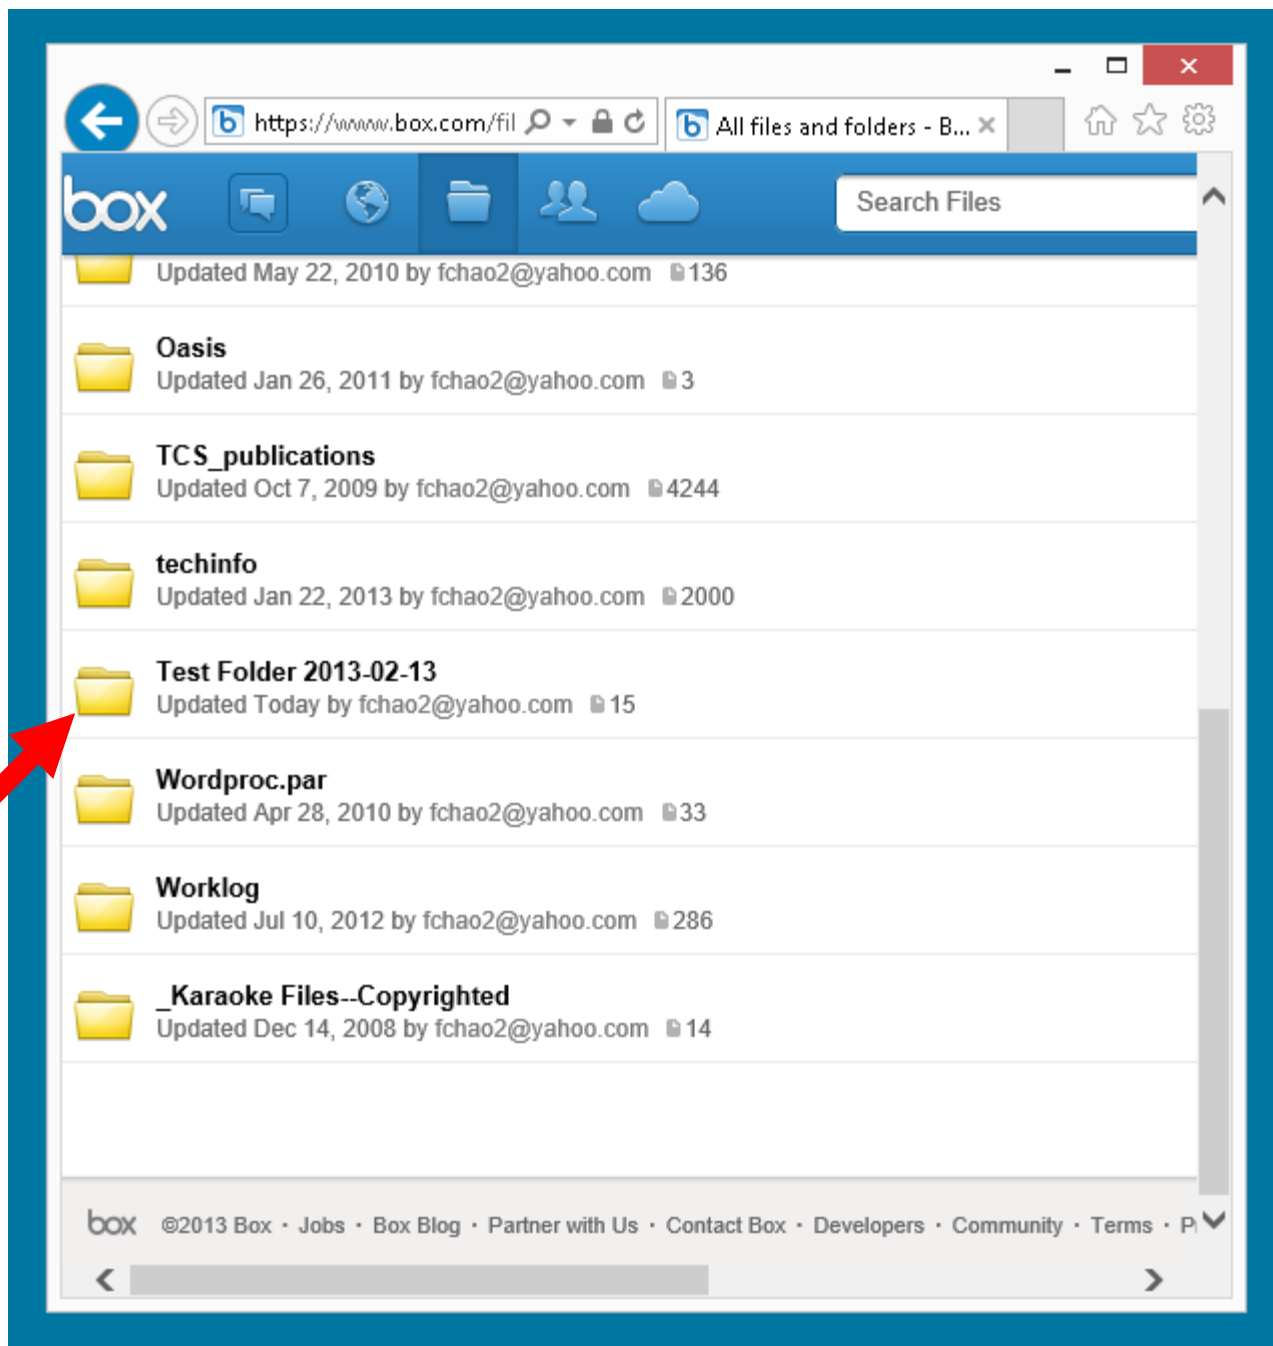 https://www.box.com/fil
All files and folders - B...
box
Search Files
Updated May 22, 2010 by fchao2@yahoo.com 136
Oasis
Updated Jan 26, 2011 by fchao2@yahoo.com 3
TCS_publications
Updated Oct 7, 2009 by fchao2@yahoo.com 4244
techinfo
Updated Jan 22, 2013 by fchao2@yahoo.com 2000
Test Folder 2013-02-13
Updated Today by fchao2@yahoo.com 15
Wordproc.par
Updated Apr 28, 2010 by fchao2@yahoo.com 33
Worklog
Updated Jul 10, 2012 by fchao2@yahoo.com 286
_Karaoke Files--Copyrighted
Updated Dec 14, 2008 by fchao2@yahoo.com 14
box ©2013 Box · Jobs · Box Blog · Partner with Us · Contact Box · Developers · Community · Terms · P